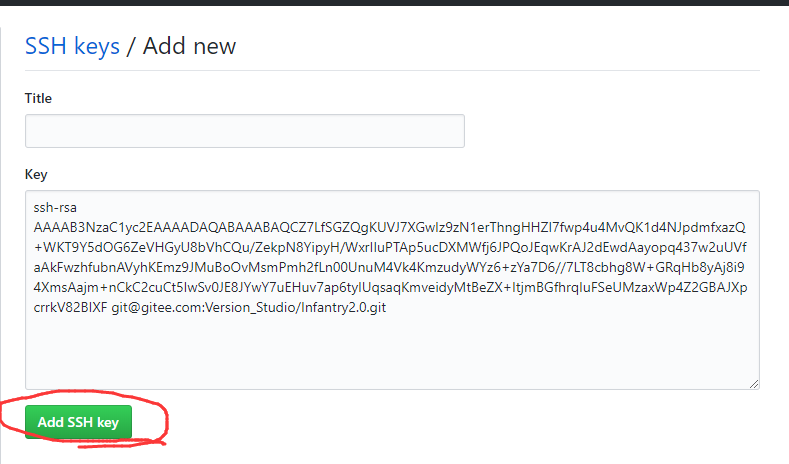 SSH keys / Add new
Title
Key
ssh-rsa
AAAAB3NzaC1yc2EAAAADAQABAAABAQCZ7LfSGZQgKUVJ7XGwlz9zN1erThngHHZI7fwp4u4MvQK1d4NJpdmfxazQ
+WKT9Y5dOG6ZeVHGyU8bVhCQu/ZekpN8YipyH/WxrIIuPTAp5ucDXMWfj6JPQoJEqwKrAJ2dEwdAayopq437w2uUVf
aAkFwzhfubnAVyhKEmz9JMuBoOvMsmPmh2fLn00UnuM4Vk4KmzudyWYz6+zYa7D6//7LT8cbhg8W+GRqHb8yAj8i9
4XmsAajm+nCkC2cuCt5IwSv0JE8JYwY7uEHuv7ap6tylUqsaqKmveidyMtBeZX+ItjmBGfhrqIuFSeUMzaxWp4Z2GBAJXp
crrkV82BIXF git@gitee.com:Version_Studio/Infantry2.0.git
Add SSH key